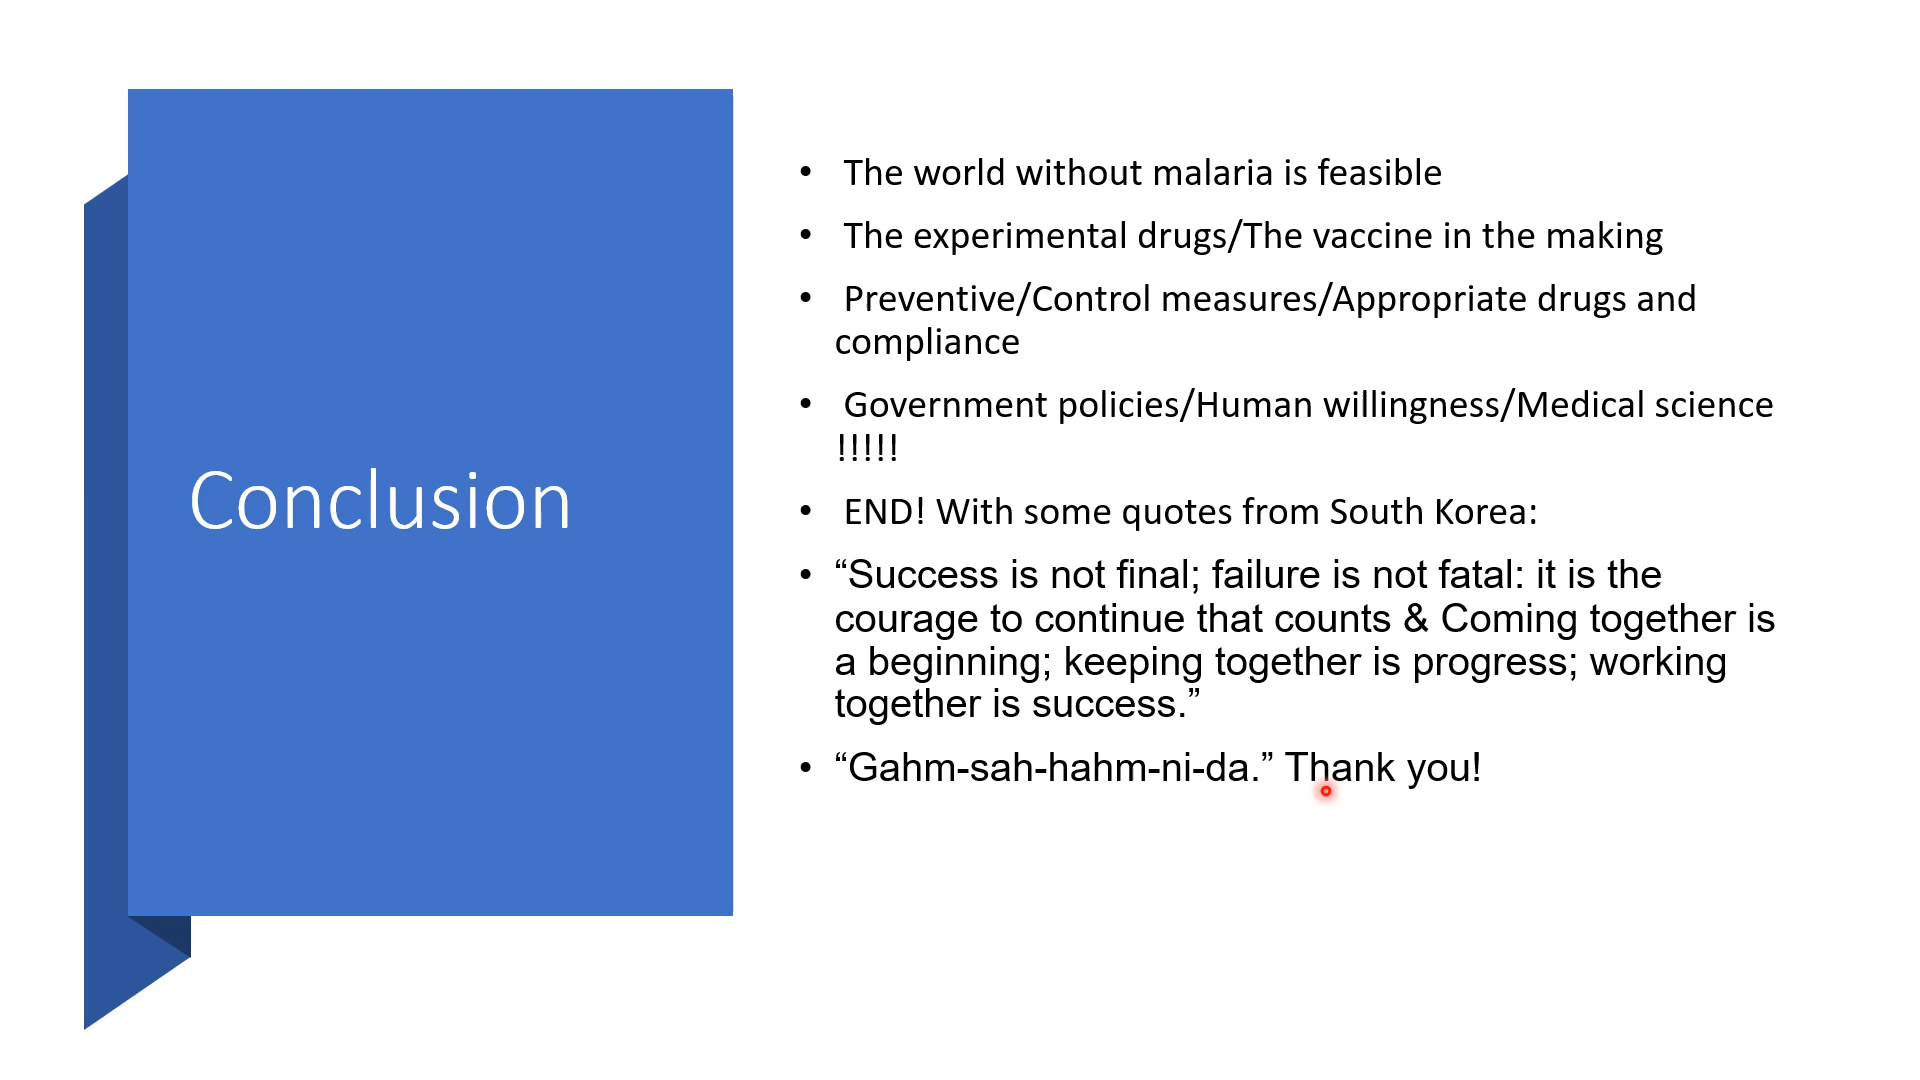 Conclusion
• The world without malaria is feasible
• The experimental drugs/The vaccine in the making
• Preventive/Control measures/Appropriate drugs and
compliance
• Government policies/Human willingness/Medical science
!!!!!
• END! With some quotes from South Korea:
• “Success is not final; failure is not fatal: it is the
courage to continue that counts & Coming together is
a beginning; keeping together is progress; working
together is success.”
• “Gahm-sah-hahm-ni-da.” Thank you!